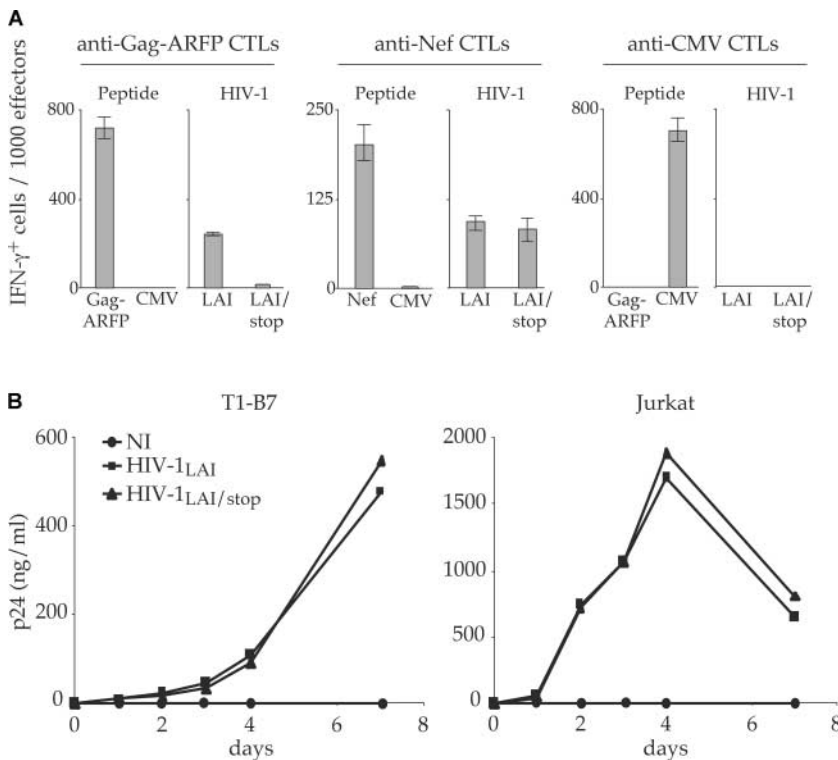 A
anti-Gag-ARFP CTLs
anti-Nef CTLs
anti-CMV CTLs
IFN-γ+ cells / 1000 effectors
Peptide
HIV-1
Peptide
HIV-1
Peptide
HIV-1
800
400
0
250
125
0
800
400
0
Gag-
ARFP
CMV
LAI
LAI/
stop
Nef
CMV
LAI
LAI/
stop
Gag-
ARFP
CMV
LAI
LAI/
stop
B
T1-B7
Jurkat
NI
HIV-1LAI
HIV-1LAI/stop
p24 (ng/ml)
600
400
200
0
0 2 4 6 8
days
2000
1500
1000
500
0
0 2 4 6 8
days